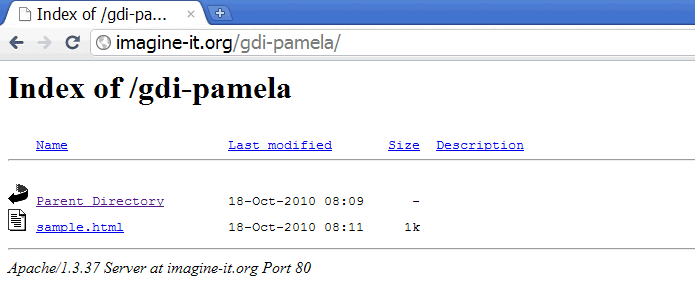 Index of /gdi-pa...
imagine-it.org/gdi-pamela/
Index of /gdi-pamela
Name Last modified Size Description
Parent Directory 18-Oct-2010 08:09 -
sample.html 18-Oct-2010 08:11 1k
Apache/1.3.37 Server at imagine-it.org Port 80